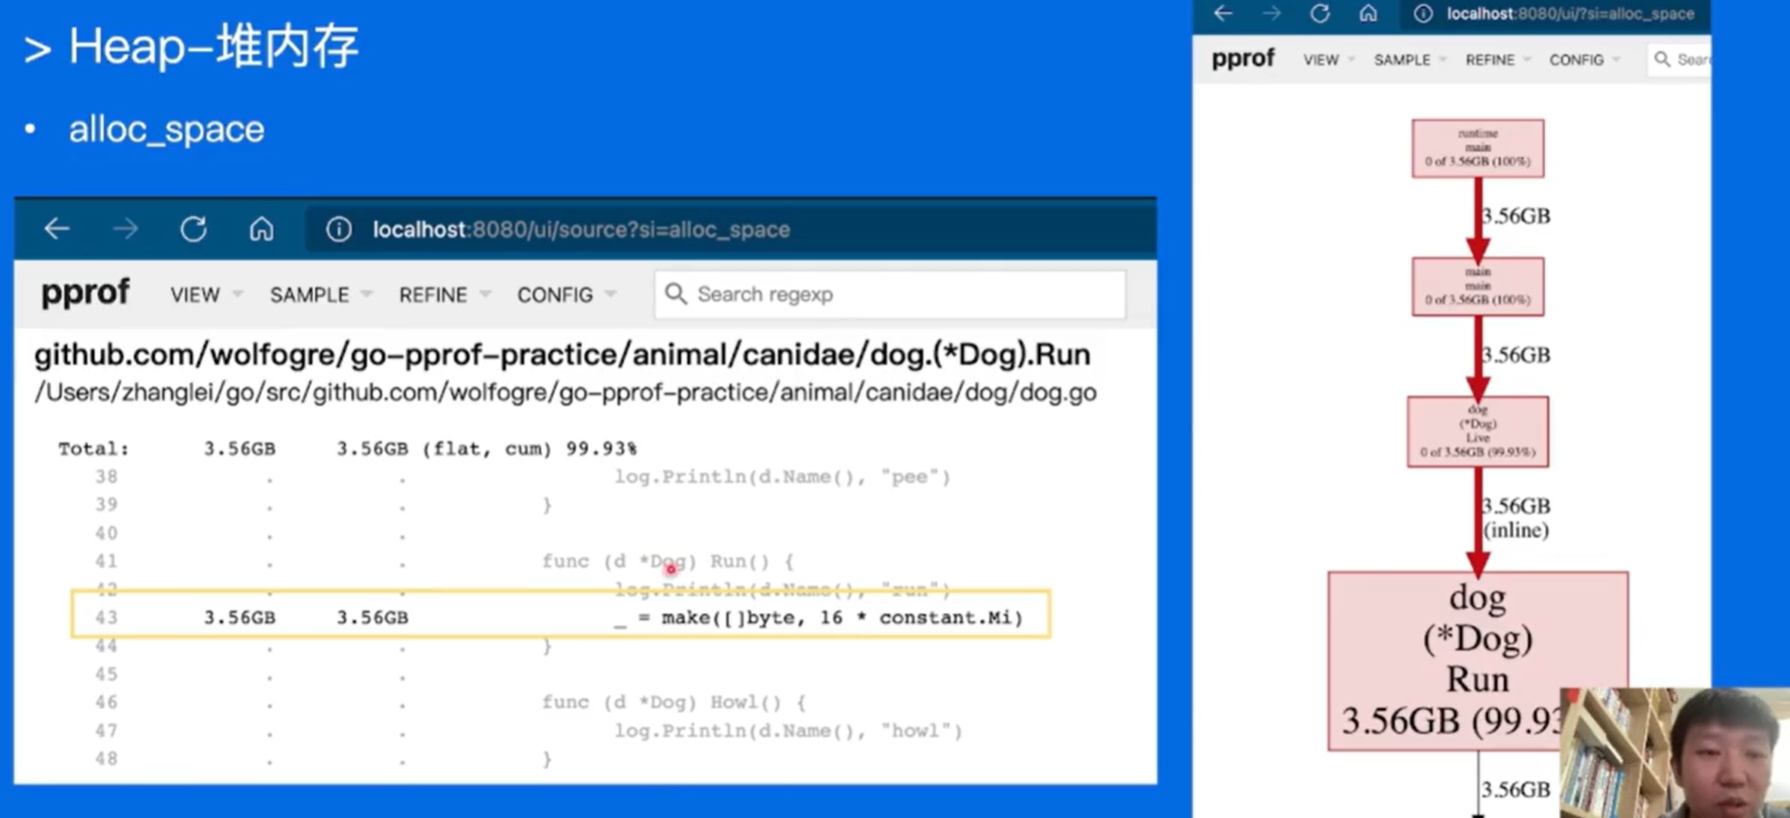 > Heap-堆内存
• alloc_space
localhost:8080/ui/source?si=alloc_space
pprof VIEW SAMPLE REFINE CONFIG Search regexp
github.com/wolfogre/go-pprof-practice/animal/canidae/dog.(*Dog).Run
/Users/zhanglei/go/src/github.com/wolfogre/go-pprof-practice/animal/canidae/dog/dog.go
Total: 3.56GB 3.56GB (flat, cum) 99.93%
38 . . log.Println(d.Name(), "pee")
39 . . }
40 . .
41 . . func (d *Dog) Run() {
42 . . log.Println(d.Name(), "run")
43 3.56GB 3.56GB _ = make([]byte, 16 * constant.Mi)
44 . . }
45 . .
46 . . func (d *Dog) Howl() {
47 . . log.Println(d.Name(), "howl")
48 . . }
localhost:8080/ui/?si=alloc_space
pprof VIEW SAMPLE REFINE CONFIG Sear
runtime
main
0 of 3.56GB (100%)
3.56GB
main
main
0 of 3.56GB (100%)
3.56GB
dog
(*Dog)
Live
0 of 3.56GB (99.93%)
3.56GB
(inline)
dog
(*Dog)
Run
3.56GB (99.93
3.56GB